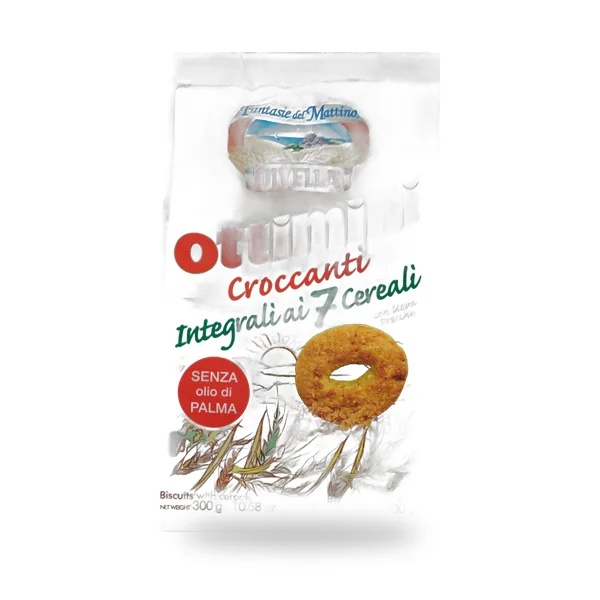 Fantasie del Mattino
DIVELLA
Ottimini
Croccanti
Integrali ai 7 Cereali
SENZA
olio di
PALMA
Biscuits with cereals
NET WEIGHT 300 g - 10.58 oz